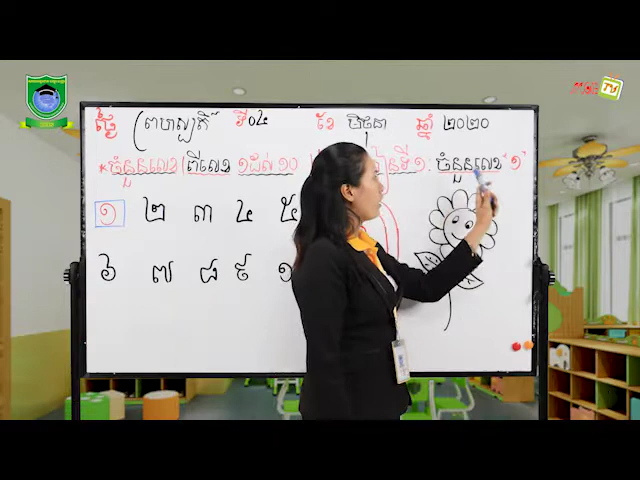 ថ្ងៃ ព្រហស្បតិ៍ ទី០៤ ខែ មិថុនា ឆ្នាំ ២០២០
*ចំនួនលេខ ពីលេខ ១ដល់ ១០ ៀនទី ១: ចំនួនលេខ "១"
១ ២ ៣ ៤ ៥
៦ ៧ ៨ ៩ ១